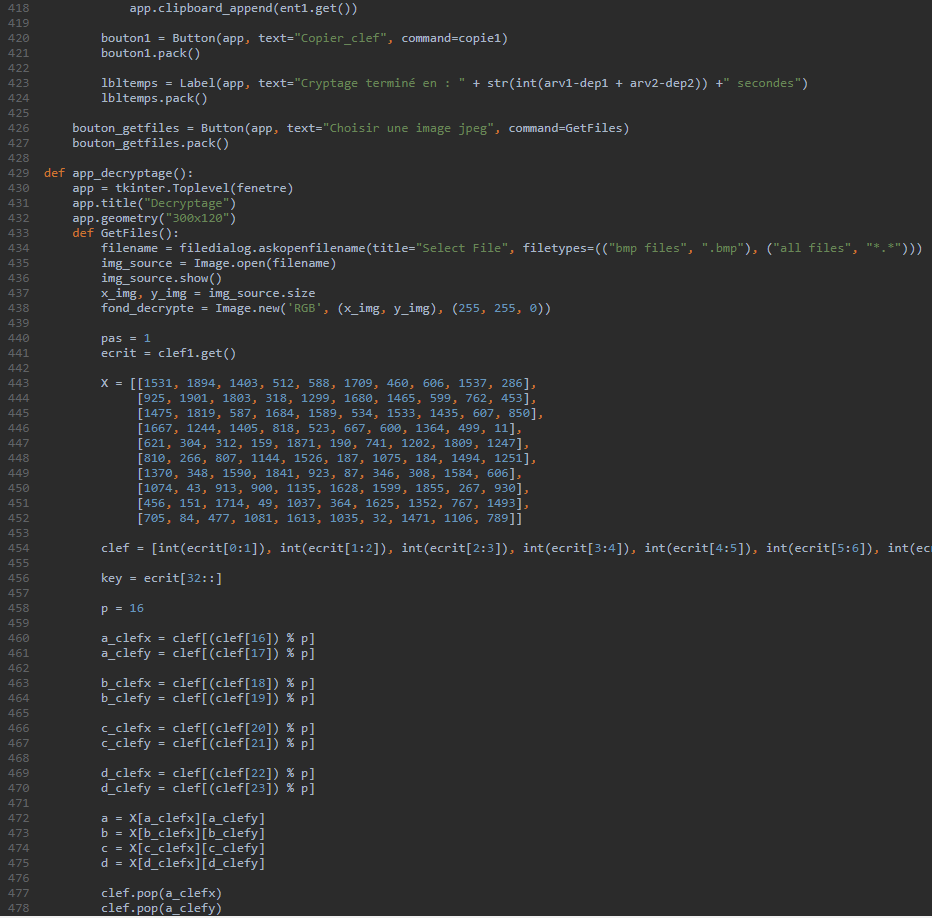 418 app.clipboard_append(ent1.get())
419
420 bouton1 = Button(app, text="Copier_clef", command=copie1)
421 bouton1.pack()
422
423 lbltemps = Label(app, text="Cryptage terminé en : " + str(int(arv1-dep1 + arv2-dep2)) +" secondes")
424 lbltemps.pack()
425
426 bouton_getfiles = Button(app, text="Choisir une image jpeg", command=GetFiles)
427 bouton_getfiles.pack()
428
429 def app_decryptage():
430 app = tkinter.Toplevel(fenetre)
431 app.title("Decryptage")
432 app.geometry("300x120")
433 def GetFiles():
434 filename = filedialog.askopenfilename(title="Select File", filetypes=(("bmp files", ".bmp"), ("all files", "*.*")))
435 img_source = Image.open(filename)
436 img_source.show()
437 x_img, y_img = img_source.size
438 fond_decrypte = Image.new('RGB', (x_img, y_img), (255, 255, 0))
439
440 pas = 1
441 ecrit = clef1.get()
442
443 X = [[1531, 1894, 1403, 512, 588, 1709, 460, 606, 1537, 286],
444 [925, 1901, 1803, 318, 1299, 1680, 1465, 599, 762, 453],
445 [1475, 1819, 587, 1684, 1589, 534, 1533, 1435, 607, 850],
446 [1667, 1244, 1405, 818, 523, 667, 600, 1364, 499, 11],
447 [621, 304, 312, 159, 1871, 190, 741, 1202, 1809, 1247],
448 [810, 266, 807, 1144, 1526, 187, 1075, 184, 1494, 1251],
449 [1370, 348, 1590, 1841, 923, 87, 346, 308, 1584, 606],
450 [1074, 43, 913, 900, 1135, 1628, 1599, 1855, 267, 930],
451 [456, 151, 1714, 49, 1037, 364, 1625, 1352, 767, 1493],
452 [705, 84, 477, 1081, 1613, 1035, 32, 1471, 1106, 789]]
453
454 clef = [int(ecrit[0:1]), int(ecrit[1:2]), int(ecrit[2:3]), int(ecrit[3:4]), int(ecrit[4:5]), int(ecrit[5:6]), int(ec
455
456 key = ecrit[32::]
457
458 p = 16
459
460 a_clefx = clef[(clef[16]) % p]
461 a_clefy = clef[(clef[17]) % p]
462
463 b_clefx = clef[(clef[18]) % p]
464 b_clefy = clef[(clef[19]) % p]
465
466 c_clefx = clef[(clef[20]) % p]
467 c_clefy = clef[(clef[21]) % p]
468
469 d_clefx = clef[(clef[22]) % p]
470 d_clefy = clef[(clef[23]) % p]
471
472 a = X[a_clefx][a_clefy]
473 b = X[b_clefx][b_clefy]
474 c = X[c_clefx][c_clefy]
475 d = X[d_clefx][d_clefy]
476
477 clef.pop(a_clefx)
478 clef.pop(a_clefy)